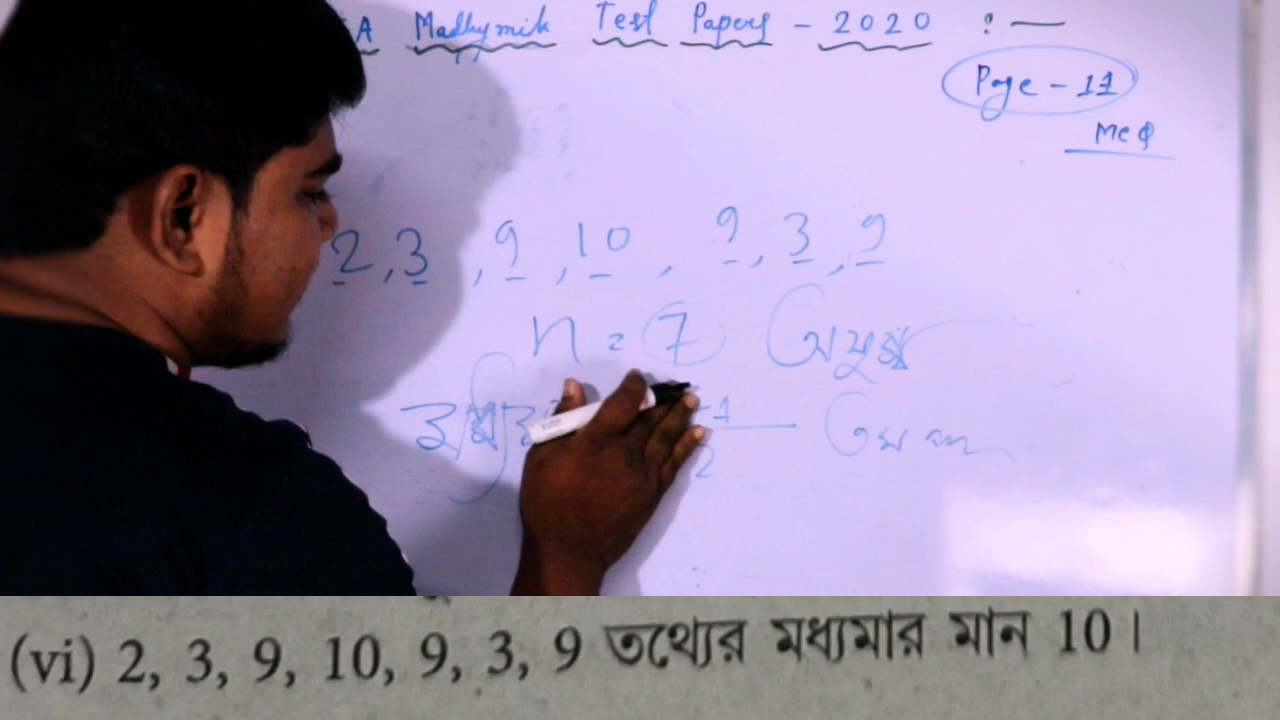 A Madhymik Test Papers - 2020 : —
Page - 11
McQ
2, 3, 9, 10, 9, 3, 9
n = 7 (অযুগ্ম
2
(vi) 2, 3, 9, 10, 9, 3, 9 তথ্যের মধ্যমার মান 10।